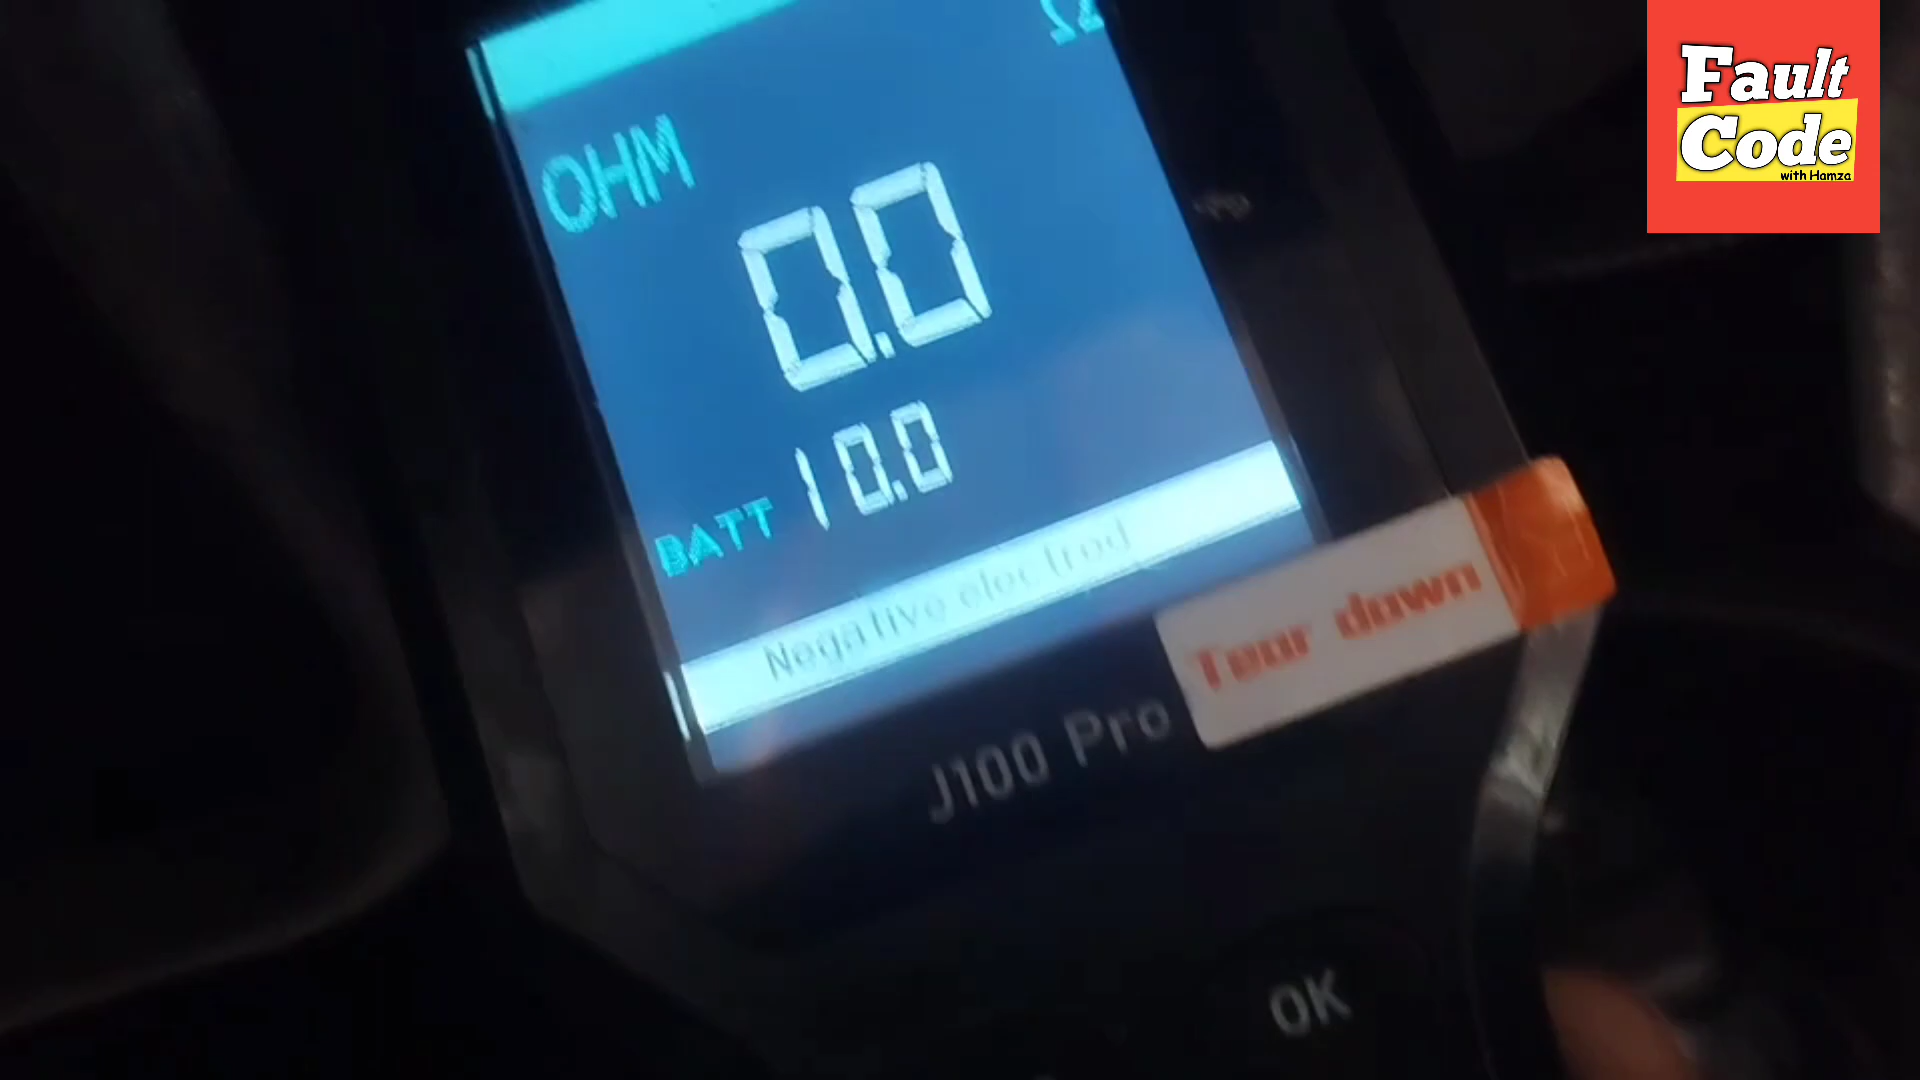 Ω
OHM
0.0
BATT 10.0
Negative electrod
Tear down
J100 Pro
OK
Fault
Code
with Hamza